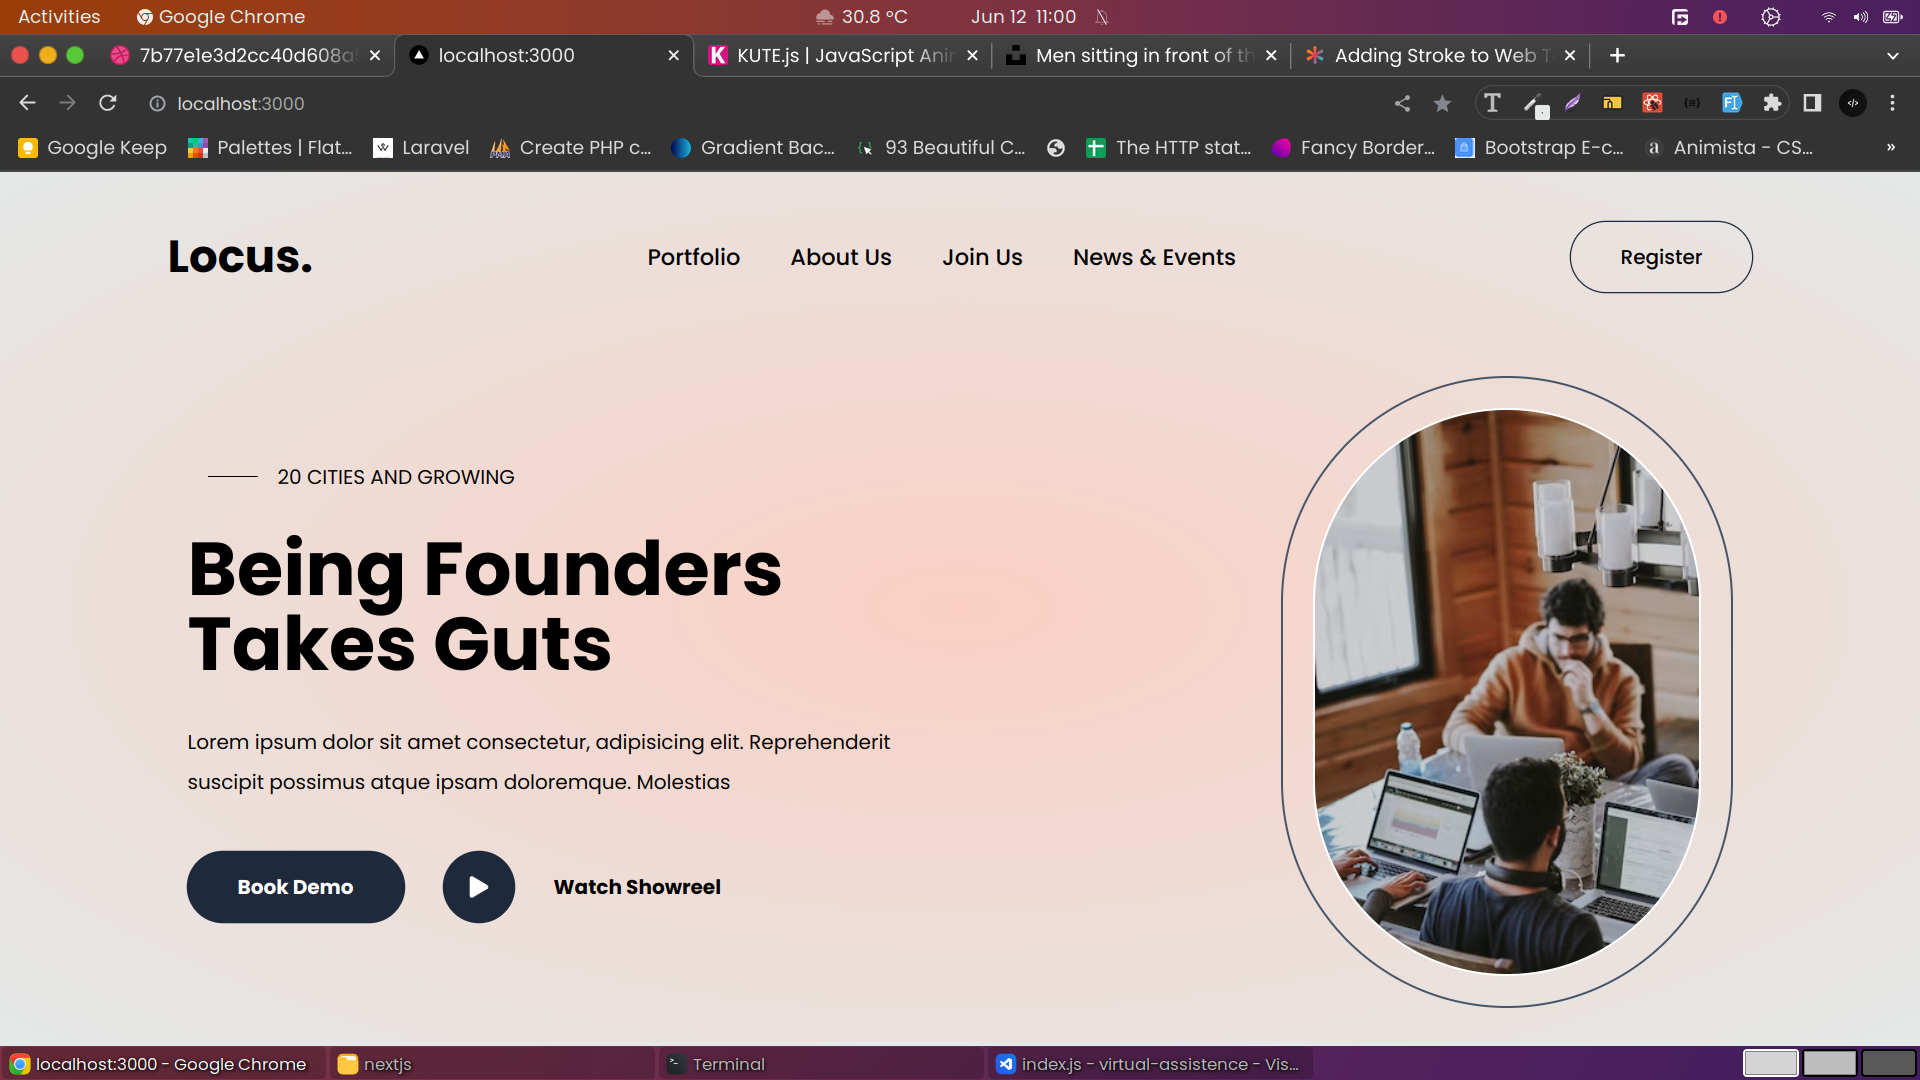 Activities
Google Chrome
30.8 °C
Jun 12 11:00
7b77e1e3d2cc40d608a
localhost:3000
KUTE.js | JavaScript Ani
Men sitting in front of th
Adding Stroke to Web T
localhost:3000
Google Keep
Palettes | Flat...
Laravel
Create PHP c...
Gradient Bac...
93 Beautiful C...
The HTTP stat...
Fancy Border...
Bootstrap E-c...
Animista - CS...
»
Locus.
Portfolio
About Us
Join Us
News & Events
Register
20 CITIES AND GROWING
Being Founders
Takes Guts
Lorem ipsum dolor sit amet consectetur, adipisicing elit. Reprehenderit
suscipit possimus atque ipsam doloremque. Molestias
Book Demo
Watch Showreel
localhost:3000 - Google Chrome
nextjs
Terminal
index.js - virtual-assistence - Vis...